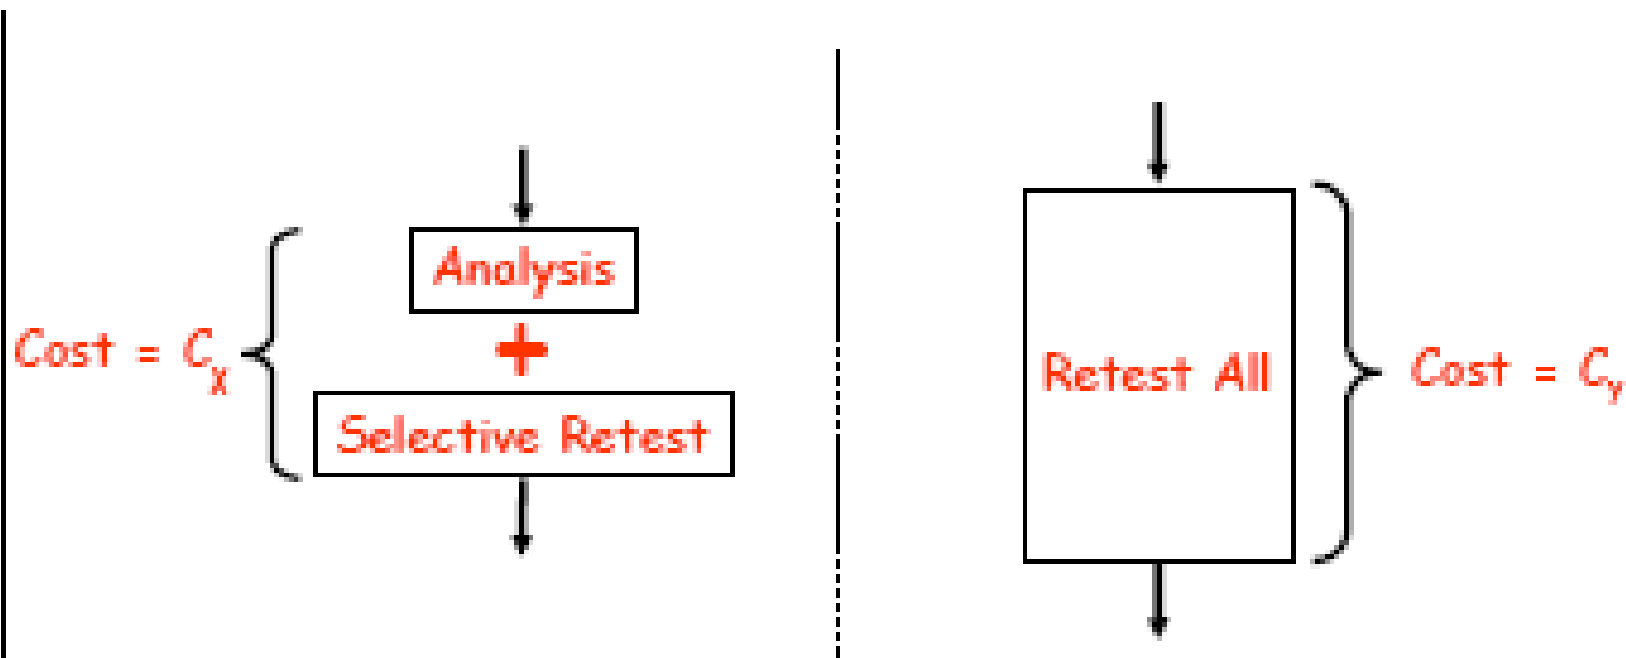 Analysis
+
Cost = Cx
Selective Retest
Retest All
Cost = Cy